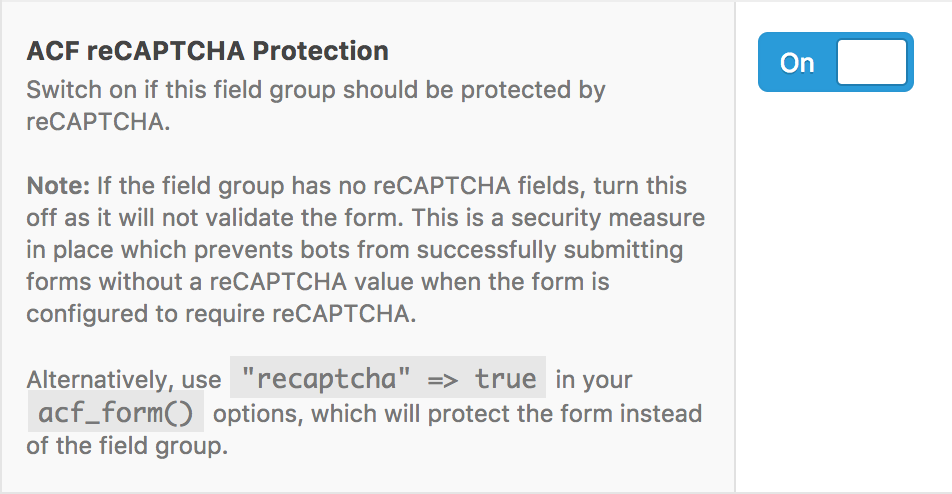 ACF reCAPTCHA Protection
On
Switch on if this field group should be protected by
reCAPTCHA.
Note: If the field group has no reCAPTCHA fields, turn this
off as it will not validate the form. This is a security measure
in place which prevents bots from successfully submitting
forms without a reCAPTCHA value when the form is
configured to require reCAPTCHA.
Alternatively, use "recaptcha" => true in your
acf_form() options, which will protect the form instead
of the field group.